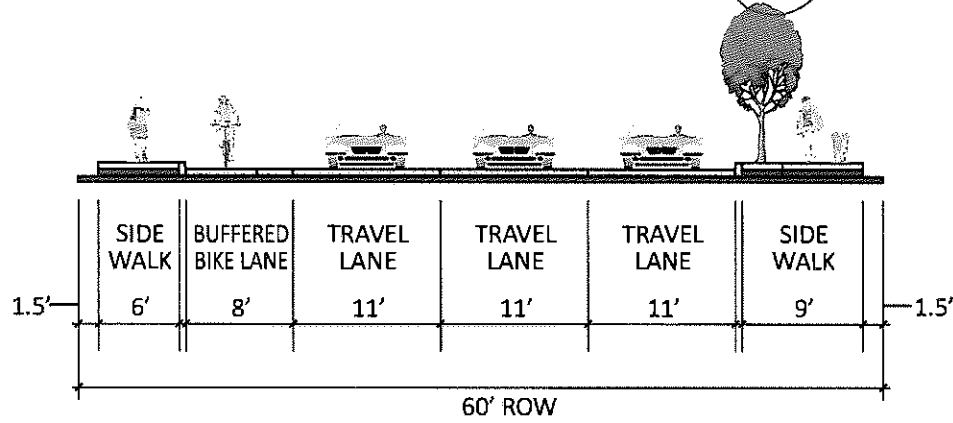 SIDE
WALK
BUFFERED
BIKE LANE
TRAVEL
LANE
TRAVEL
LANE
TRAVEL
LANE
SIDE
WALK
1.5' 6' 8' 11' 11' 11' 9' 1.5'
60' ROW